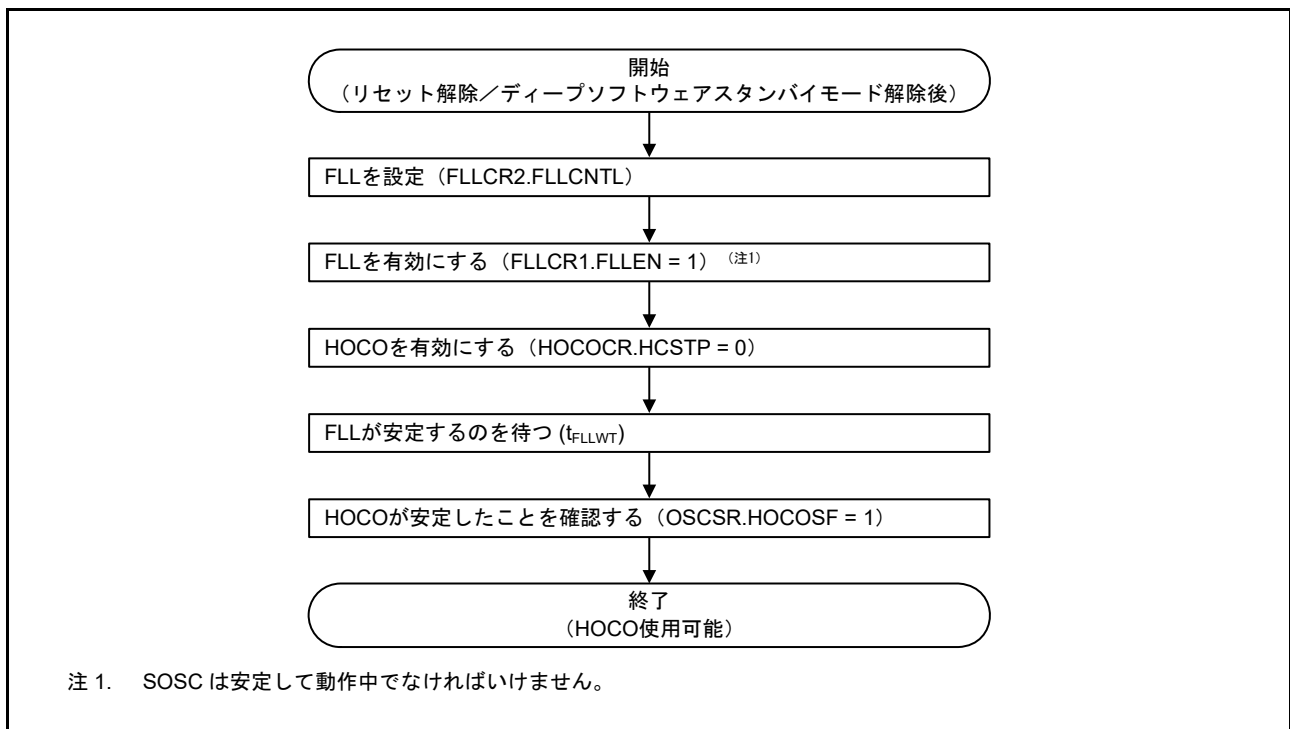 開始
（リセット解除／ディープソフトウェアスタンバイモード解除後）
FLLを設定（FLLCR2.FLLCNTL）
FLLを有効にする（FLLCR1.FLLEN = 1）（注1）
HOCOを有効にする（HOCOCR.HCSTP = 0）
FLLが安定するのを待つ (tFLLWT)
HOCOが安定したことを確認する（OSCSR.HOCOSF = 1）
終了
（HOCO使用可能）
注 1. SOSC は安定して動作中でなければいけません。